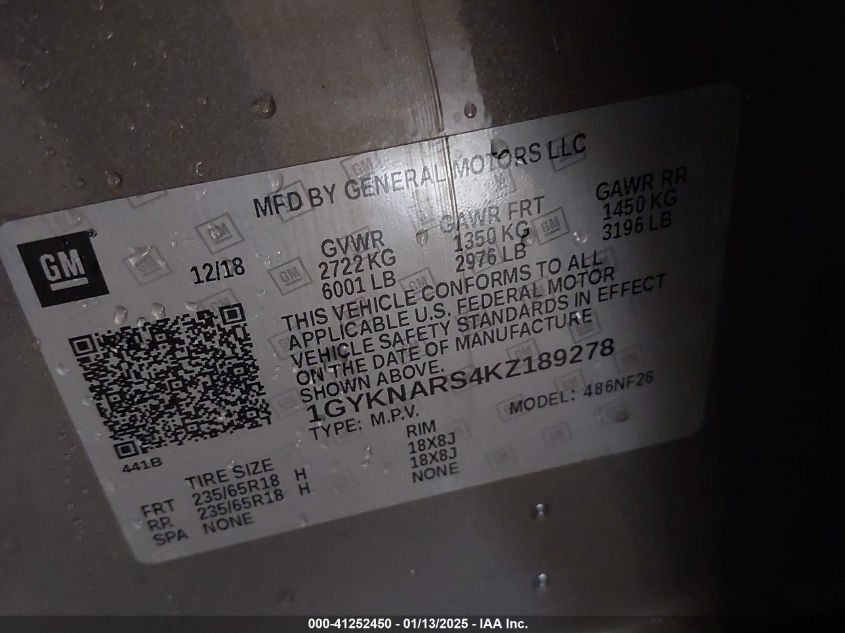 MFD BY GENERAL MOTORS LLC
GM
12/18
GVWR
2722 KG
6001 LB
GAWR FRT
1350 KG
2976 LB
GAWR RR
1450 KG
3196 LB
THIS VEHICLE CONFORMS TO ALL
APPLICABLE U.S. FEDERAL MOTOR
VEHICLE SAFETY STANDARDS IN EFFECT
ON THE DATE OF MANUFACTURE
SHOWN ABOVE.
1GYKNARS4KZ189278
TYPE: M.P.V. MODEL: 486NF26
441B
TIRE SIZE RIM
FRT 235/65R18 H 18X8J
RR 235/65R18 H 18X8J
SPA NONE NONE
000-41252450 - 01/13/2025 - IAA Inc.